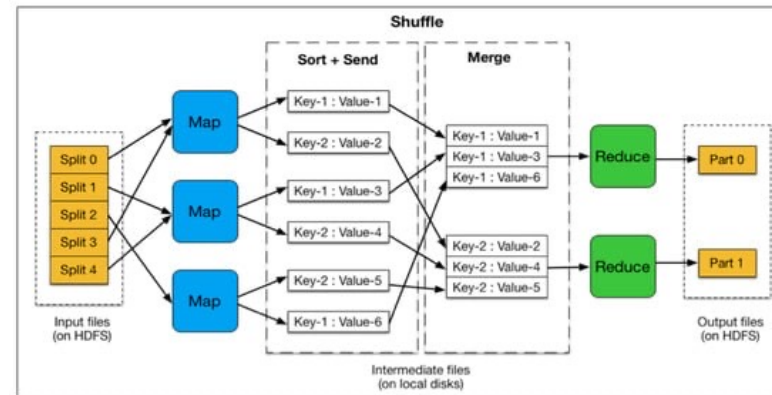 Shuffle
Sort + Send
Merge
Split 0
Split 1
Split 2
Split 3
Split 4
Input files
(on HDFS)
Map
Map
Map
Key-1 : Value-1
Key-2 : Value-2
Key-1 : Value-3
Key-2 : Value-4
Key-2 : Value-5
Key-1 : Value-6
Key-1 : Value-1
Key-1 : Value-3
Key-1 : Value-6
Key-2 : Value-2
Key-2 : Value-4
Key-2 : Value-5
Intermediate files
(on local disks)
Reduce
Reduce
Part 0
Part 1
Output files
(on HDFS)